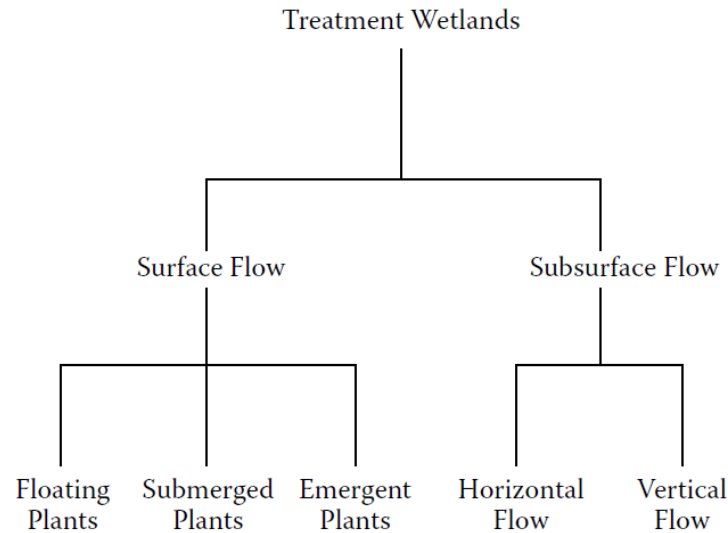 Treatment Wetlands
Surface Flow
Subsurface Flow
Floating
Plants
Submerged
Plants
Emergent
Plants
Horizontal
Flow
Vertical
Flow